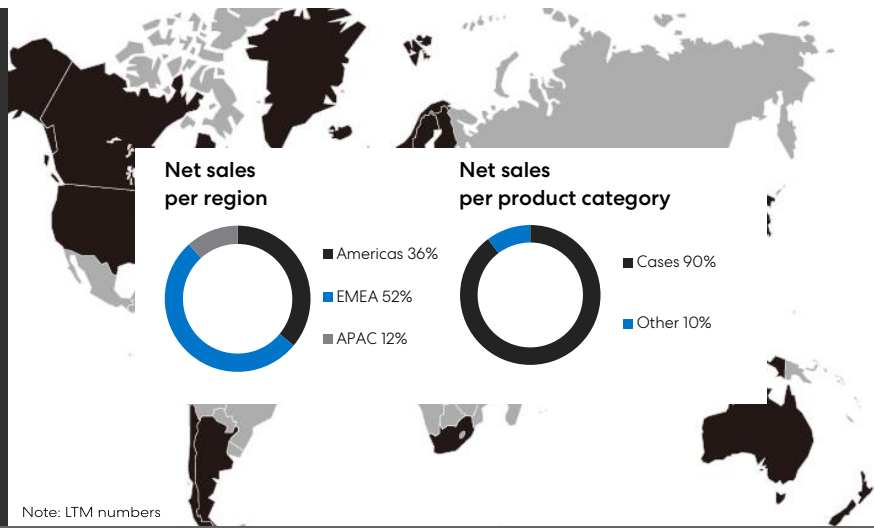 Net sales
per region
Americas 36%
EMEA 52%
APAC 12%
Net sales
per product category
Cases 90%
Other 10%
Note: LTM numbers